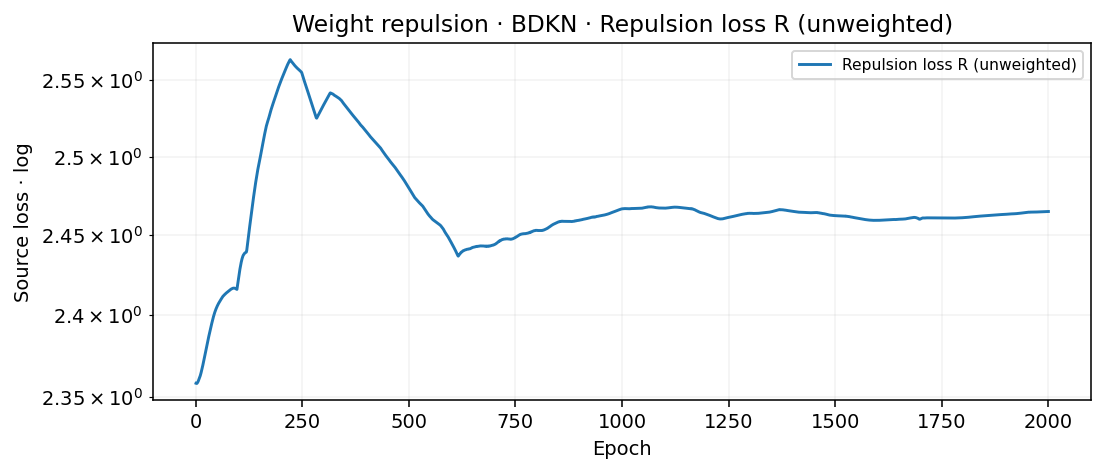 Weight repulsion · BDKN · Repulsion loss R (unweighted)
Repulsion loss R (unweighted)
Source loss · log
2.55 × 10⁰
2.5 × 10⁰
2.45 × 10⁰
2.4 × 10⁰
2.35 × 10⁰
0 250 500 750 1000 1250 1500 1750 2000
Epoch